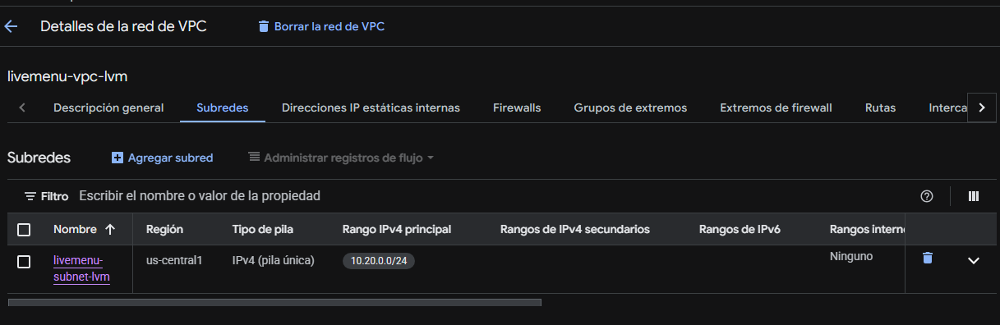 Detalles de la red de VPC Borrar la red de VPC
livemenu-vpc-lvm
Descripción general Subredes Direcciones IP estáticas internas Firewalls Grupos de extremos Extremos de firewall Rutas Interca
Subredes Agregar subred Administrar registros de flujo
Filtro Escribir el nombre o valor de la propiedad
Nombre Región Tipo de pila Rango IPv4 principal Rangos de IPv4 secundarios Rangos de IPv6 Rangos interno
livemenu- us-central1 IPv4 (pila única) 10.20.0.0/24 Ninguno
subnet-lvm